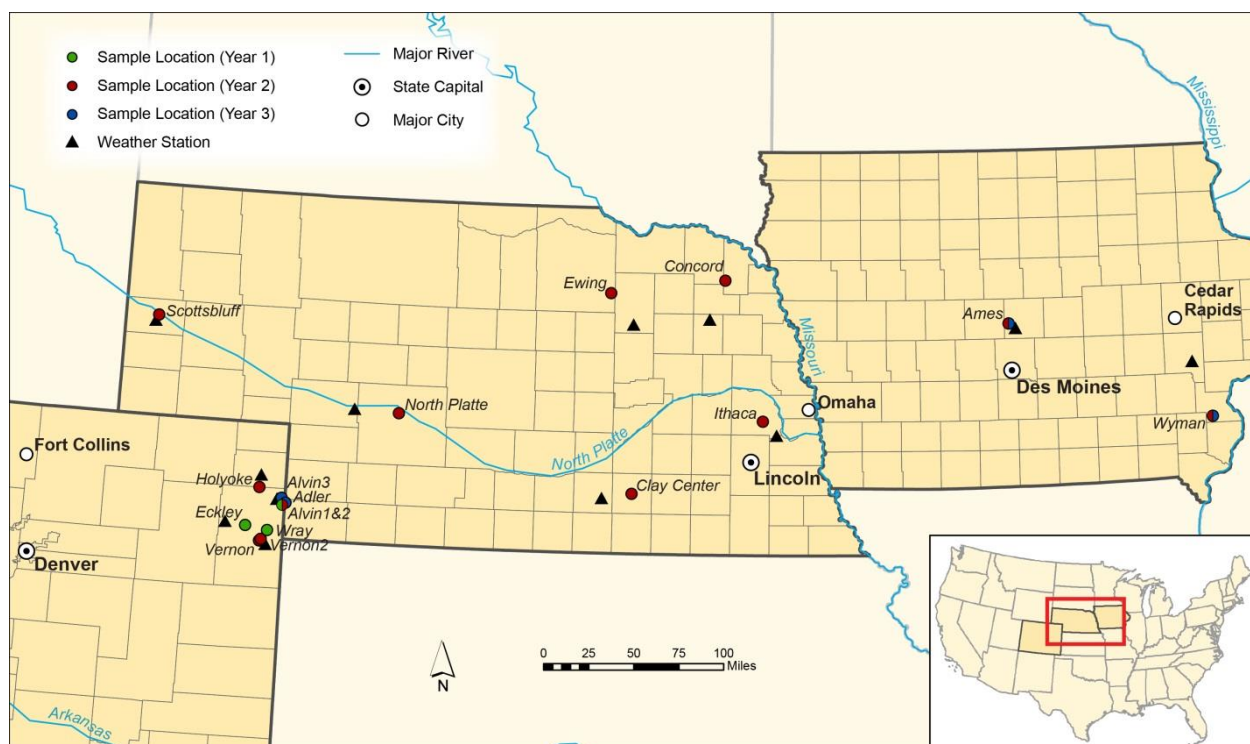 Sample Location (Year 1)
Sample Location (Year 2)
Sample Location (Year 3)
Weather Station
Major River
State Capital
Major City
Mississippi
Concord
Ewing
Scottsbluff
Missouri
Ames
Cedar
Rapids
Des Moines
North Platte
Ithaca
Omaha
Wyman
Fort Collins
North Platte
Lincoln
Holyoke
Alvin3
Adler
Clay Center
Eckley
Alvin1&2
Wray
Vernon
Vernon2
Denver
N
0 25 50 75 100
Miles
Arkansas